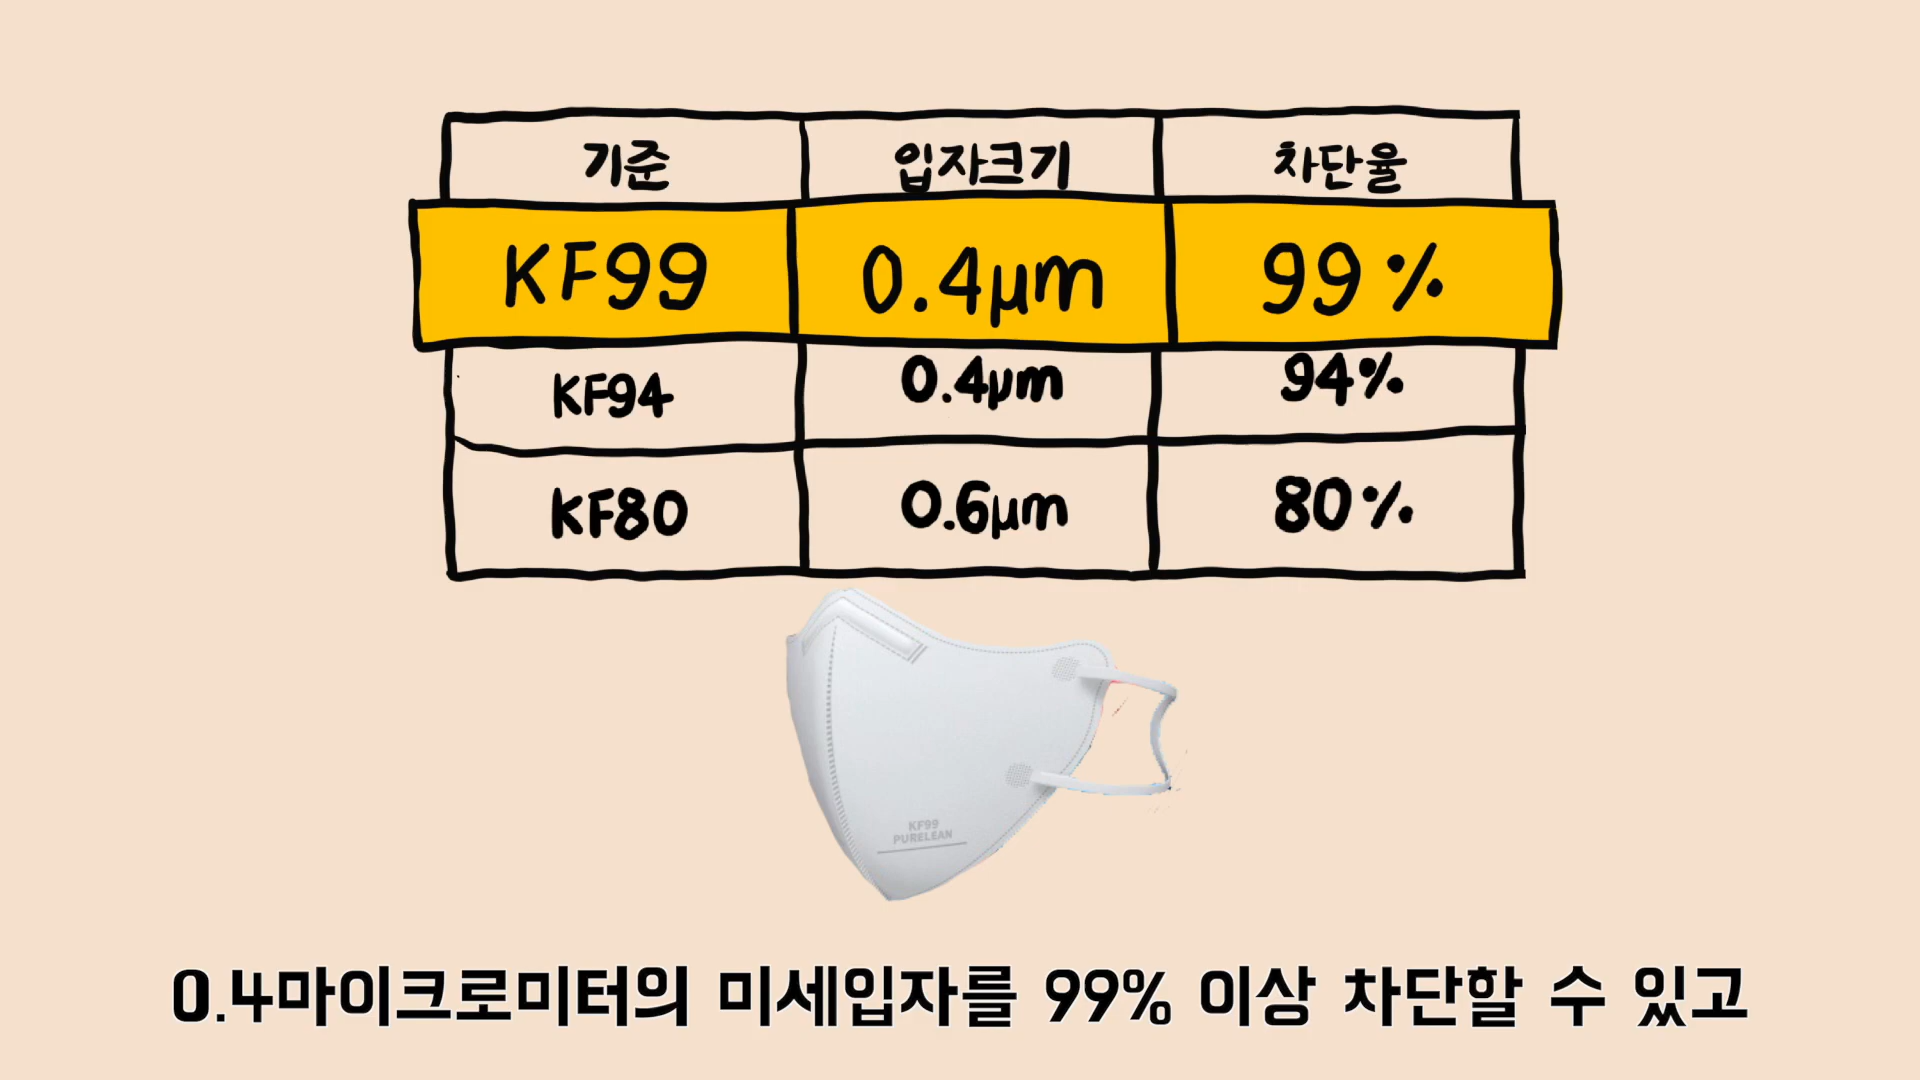 기준 입자크기 차단율
KF99 0.4μm 99%
KF94 0.4μm 94%
KF80 0.6μm 80%
KF99
PURELEAN
0.4마이크로미터의 미세입자를 99% 이상 차단할 수 있고